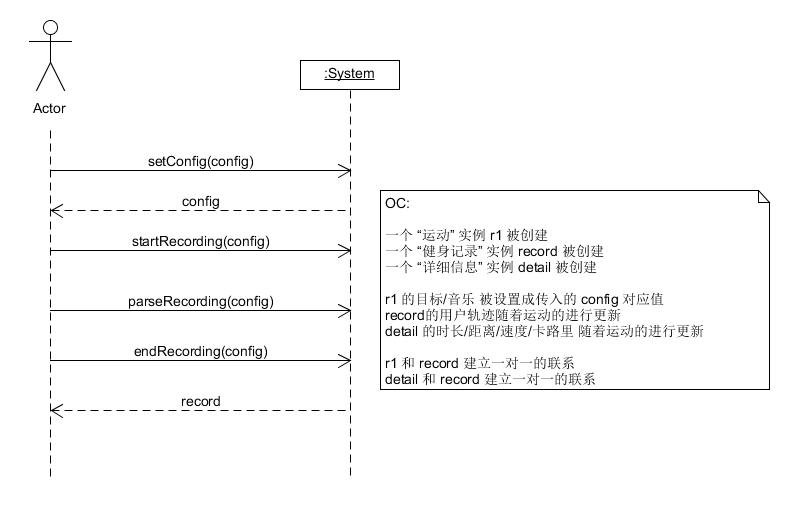 Actor
:System
setConfig(config)
config
startRecording(config)
parseRecording(config)
endRecording(config)
record
OC:
一个 “运动” 实例 r1 被创建
一个 “健身记录” 实例 record 被创建
一个 “详细信息” 实例 detail 被创建
r1 的目标/音乐 被设置成传入的 config 对应值
record的用户轨迹随着运动的进行更新
detail 的时长/距离/速度/卡路里 随着运动的进行更新
r1 和 record 建立一对一的联系
detail 和 record 建立一对一的联系